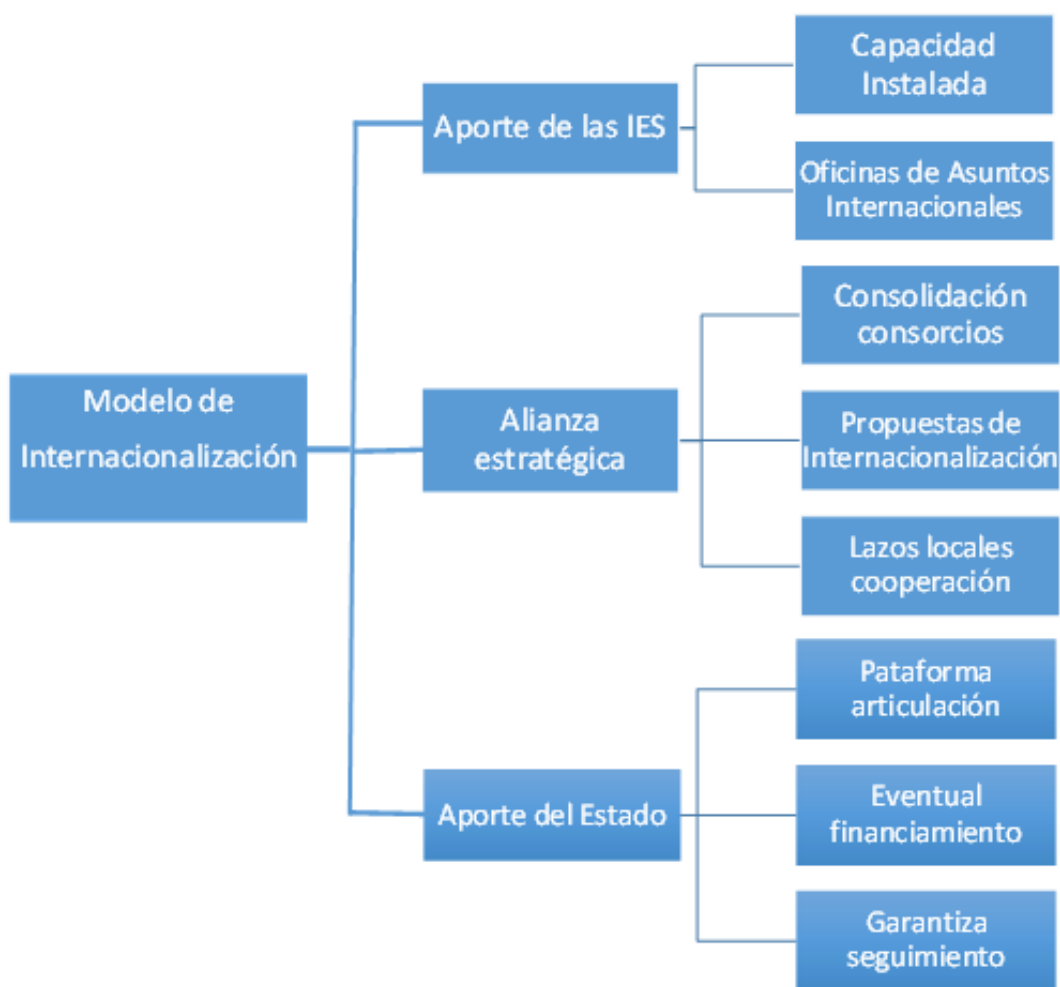 Modelo de
Internacionalización
Aporte de las IES
Capacidad
Instalada
Oficinas de Asuntos
Internacionales
Alianza
estratégica
Consolidación
consorcios
Propuestas de
Internacionalización
Lazos locales
cooperación
Aporte del Estado
Pataforma
articulación
Eventual
financiamiento
Garantiza
seguimiento